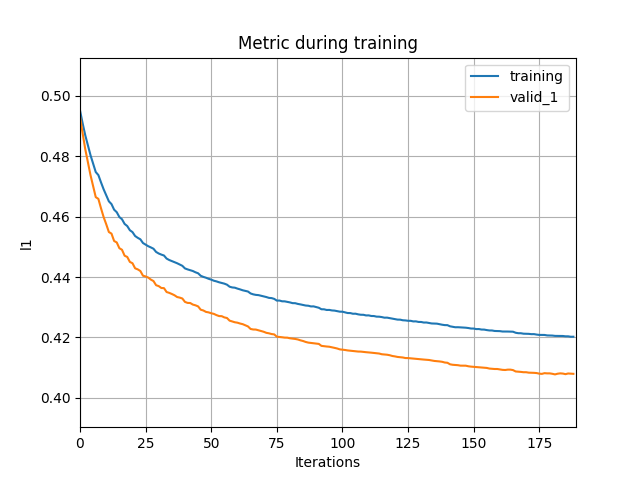 Metric during training
training
valid_1
0.50
0.48
0.46
0.44
0.42
0.40
l1
0 25 50 75 100 125 150 175
Iterations